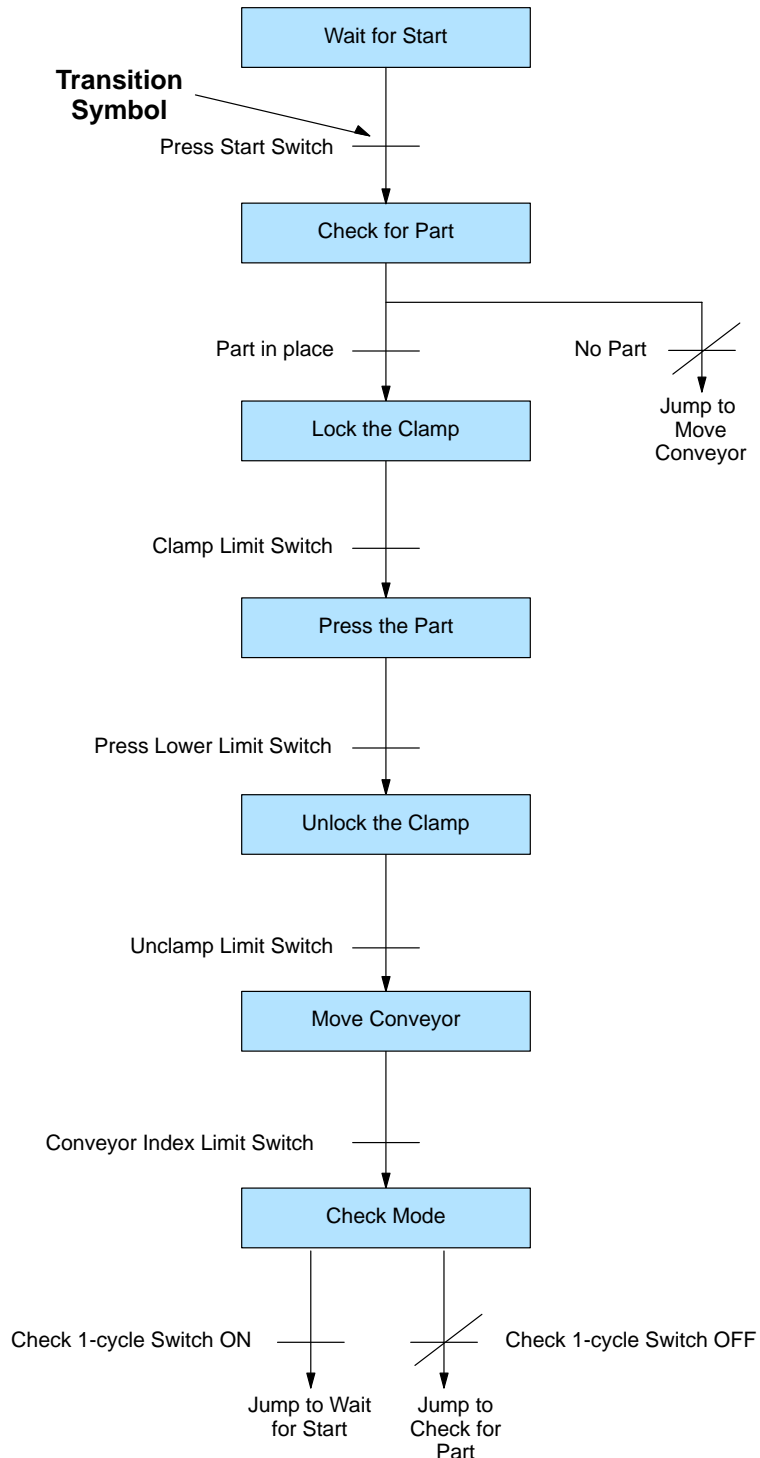 Wait for Start
Transition
Symbol
Press Start Switch
Check for Part
Part in place
No Part
Jump to
Move
Conveyor
Lock the Clamp
Clamp Limit Switch
Press the Part
Press Lower Limit Switch
Unlock the Clamp
Unclamp Limit Switch
Move Conveyor
Conveyor Index Limit Switch
Check Mode
Check 1-cycle Switch ON
Check 1-cycle Switch OFF
Jump to Wait
for Start
Jump to
Check for
Part